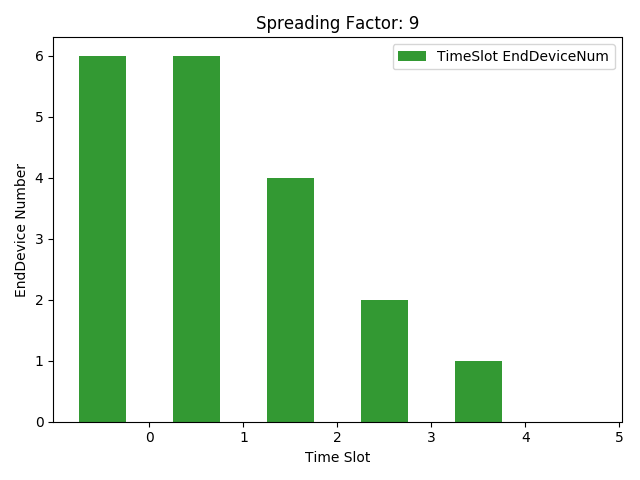 Spreading Factor: 9
TimeSlot EndDeviceNum
EndDevice Number
6
5
4
3
2
1
0
0 1 2 3 4 5
Time Slot